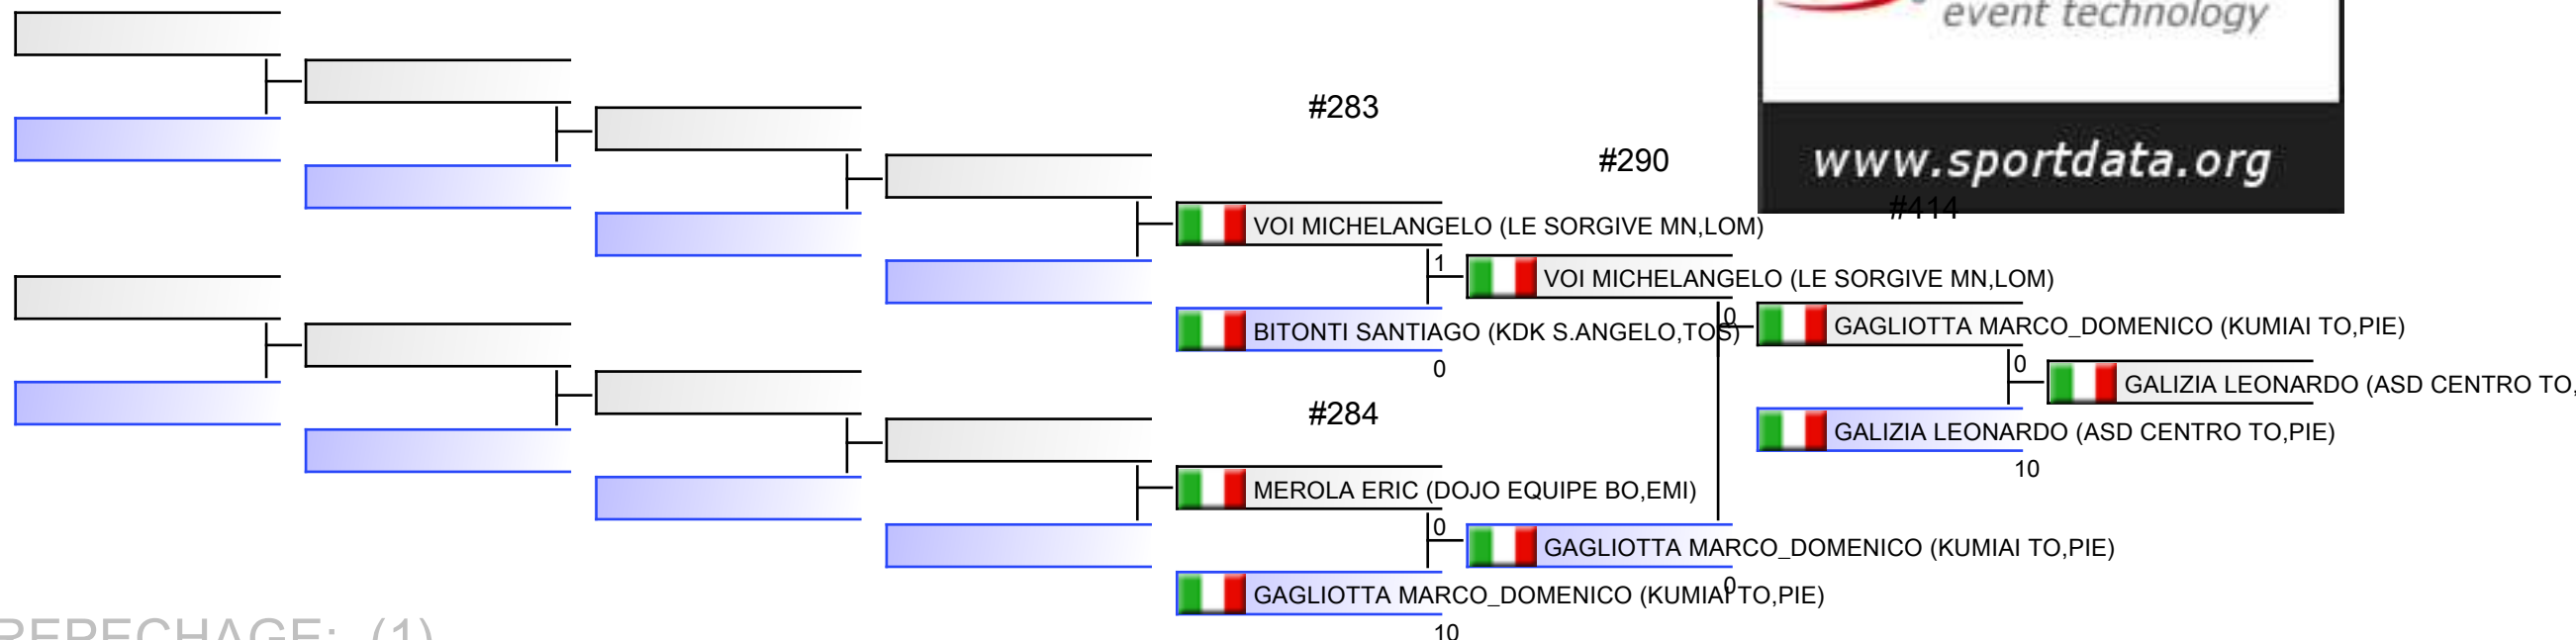 event technology
#283
#290
www.sportdata.org
#414
VOI MICHELANGELO (LE SORGIVE MN,LOM)
1
VOI MICHELANGELO (LE SORGIVE MN,LOM)
BITONTI SANTIAGO (KDK S.ANGELO,TOS)
0
0
GAGLIOTTA MARCO_DOMENICO (KUMIAI TO,PIE)
0
GALIZIA LEONARDO (ASD CENTRO TO,
#284
GALIZIA LEONARDO (ASD CENTRO TO,PIE)
10
MEROLA ERIC (DOJO EQUIPE BO,EMI)
0
GAGLIOTTA MARCO_DOMENICO (KUMIAI TO,PIE)
0
GAGLIOTTA MARCO_DOMENICO (KUMIAI TO,PIE)
10
REPECHAGE: (1)